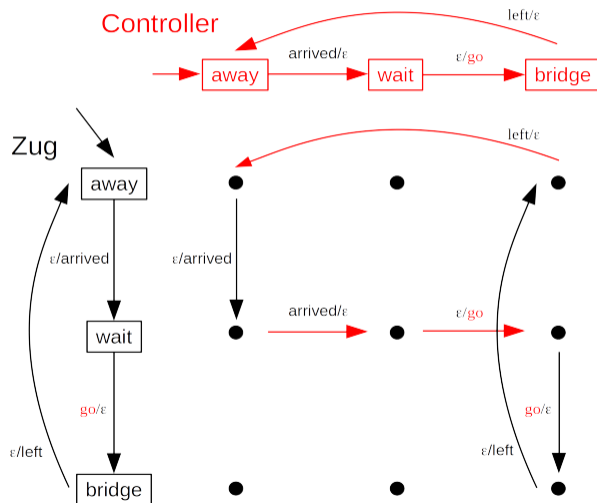 Controller
left/ε
arrived/ε
ε/go
away
wait
bridge
Zug
left/ε
away
ε/arrived
ε/arrived
arrived/ε
ε/go
wait
go/ε
go/ε
ε/left
ε/left
bridge